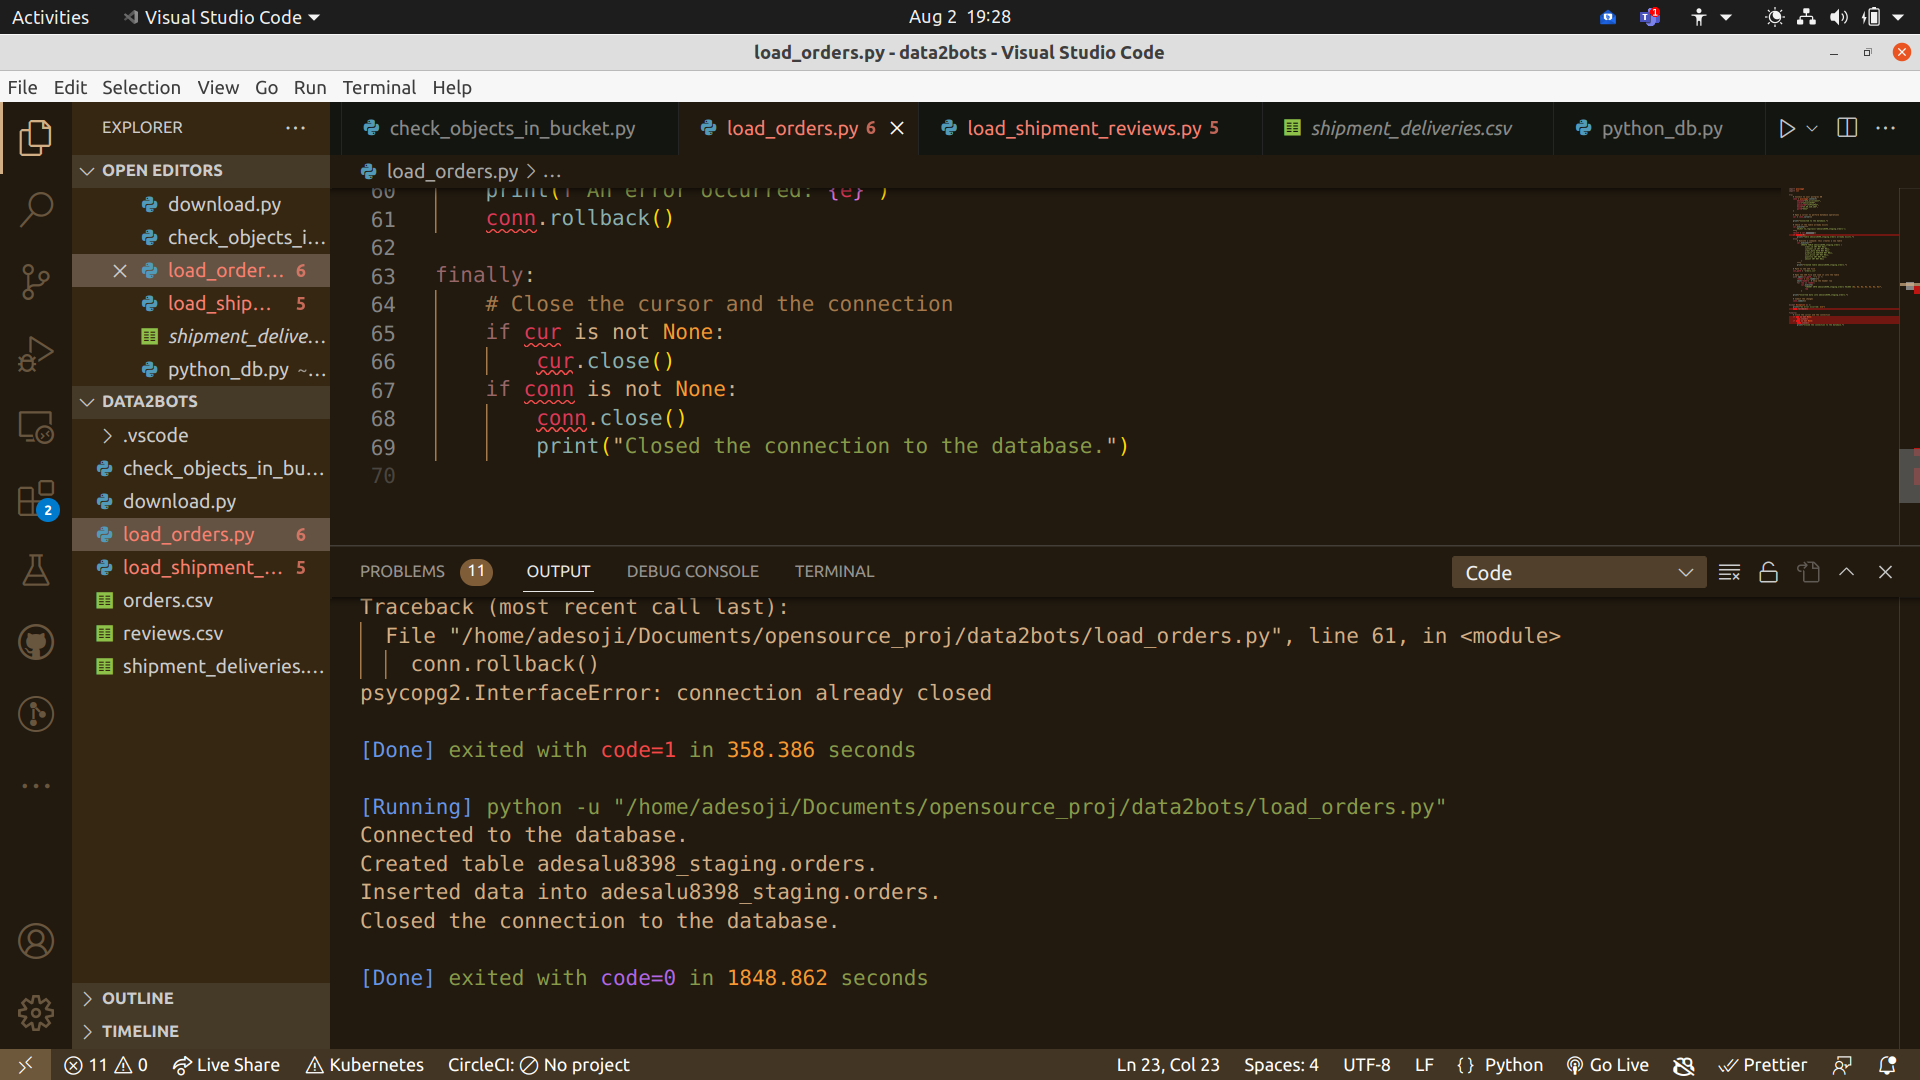 Activities
Visual Studio Code
Aug 2 19:28
1
load_orders.py - data2bots - Visual Studio Code
File Edit Selection View Go Run Terminal Help
EXPLORER
check_objects_in_bucket.py
load_orders.py 6
load_shipment_reviews.py 5
shipment_deliveries.csv
python_db.py
OPEN EDITORS
download.py
check_objects_i...
load_order... 6
load_ship... 5
shipment_delive...
python_db.py ~...
DATA2BOTS
.vscode
check_objects_in_bu...
download.py
load_orders.py 6
load_shipment_... 5
orders.csv
reviews.csv
shipment_deliveries....
OUTLINE
TIMELINE
2
load_orders.py > ...
60 print(f"An error occurred: {e}")
61 conn.rollback()
62
63 finally:
64 # Close the cursor and the connection
65 if cur is not None:
66 cur.close()
67 if conn is not None:
68 conn.close()
69 print("Closed the connection to the database.")
70
PROBLEMS 11 OUTPUT DEBUG CONSOLE TERMINAL
Code
Traceback (most recent call last):
File "/home/adesoji/Documents/opensource_proj/data2bots/load_orders.py", line 61, in <module>
conn.rollback()
psycopg2.InterfaceError: connection already closed
[Done] exited with code=1 in 358.386 seconds
[Running] python -u "/home/adesoji/Documents/opensource_proj/data2bots/load_orders.py"
Connected to the database.
Created table adesalu8398_staging.orders.
Inserted data into adesalu8398_staging.orders.
Closed the connection to the database.
[Done] exited with code=0 in 1848.862 seconds
11 0 Live Share Kubernetes CircleCI: No project
Ln 23, Col 23 Spaces: 4 UTF-8 LF {} Python Go Live Prettier